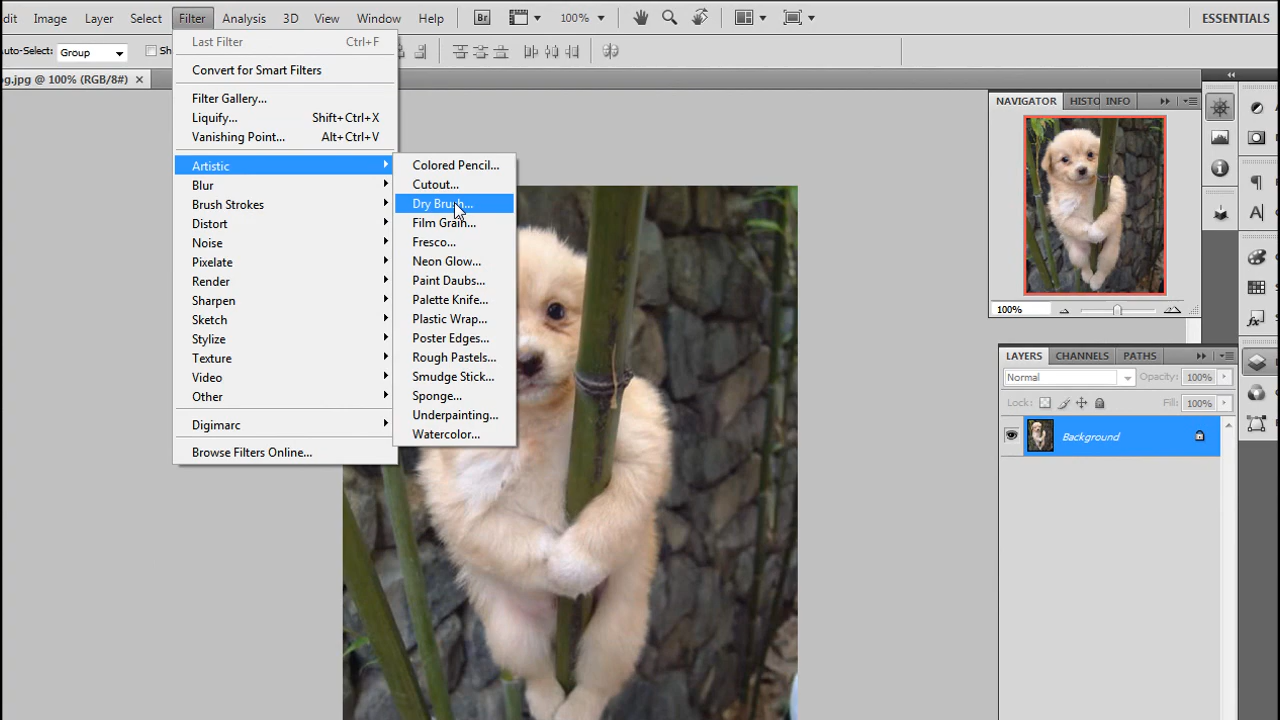 dit Image Layer Select Filter Analysis 3D View Window Help Br 100% ESSENTIALS
Auto-Select: Group Sh
og.jpg @ 100% (RGB/8#) ×
Last Filter Ctrl+F
Convert for Smart Filters
Filter Gallery...
Liquify... Shift+Ctrl+X
Vanishing Point... Alt+Ctrl+V
Artistic
Blur
Brush Strokes
Distort
Noise
Pixelate
Render
Sharpen
Sketch
Stylize
Texture
Video
Other
Digimarc
Browse Filters Online...
Colored Pencil...
Cutout...
Dry Brush...
Film Grain...
Fresco...
Neon Glow...
Paint Daubs...
Palette Knife...
Plastic Wrap...
Poster Edges...
Rough Pastels...
Smudge Stick...
Sponge...
Underpainting...
Watercolor...
NAVIGATOR HISTO INFO
100%
LAYERS CHANNELS PATHS
Normal Opacity: 100%
Lock: Fill: 100%
Background